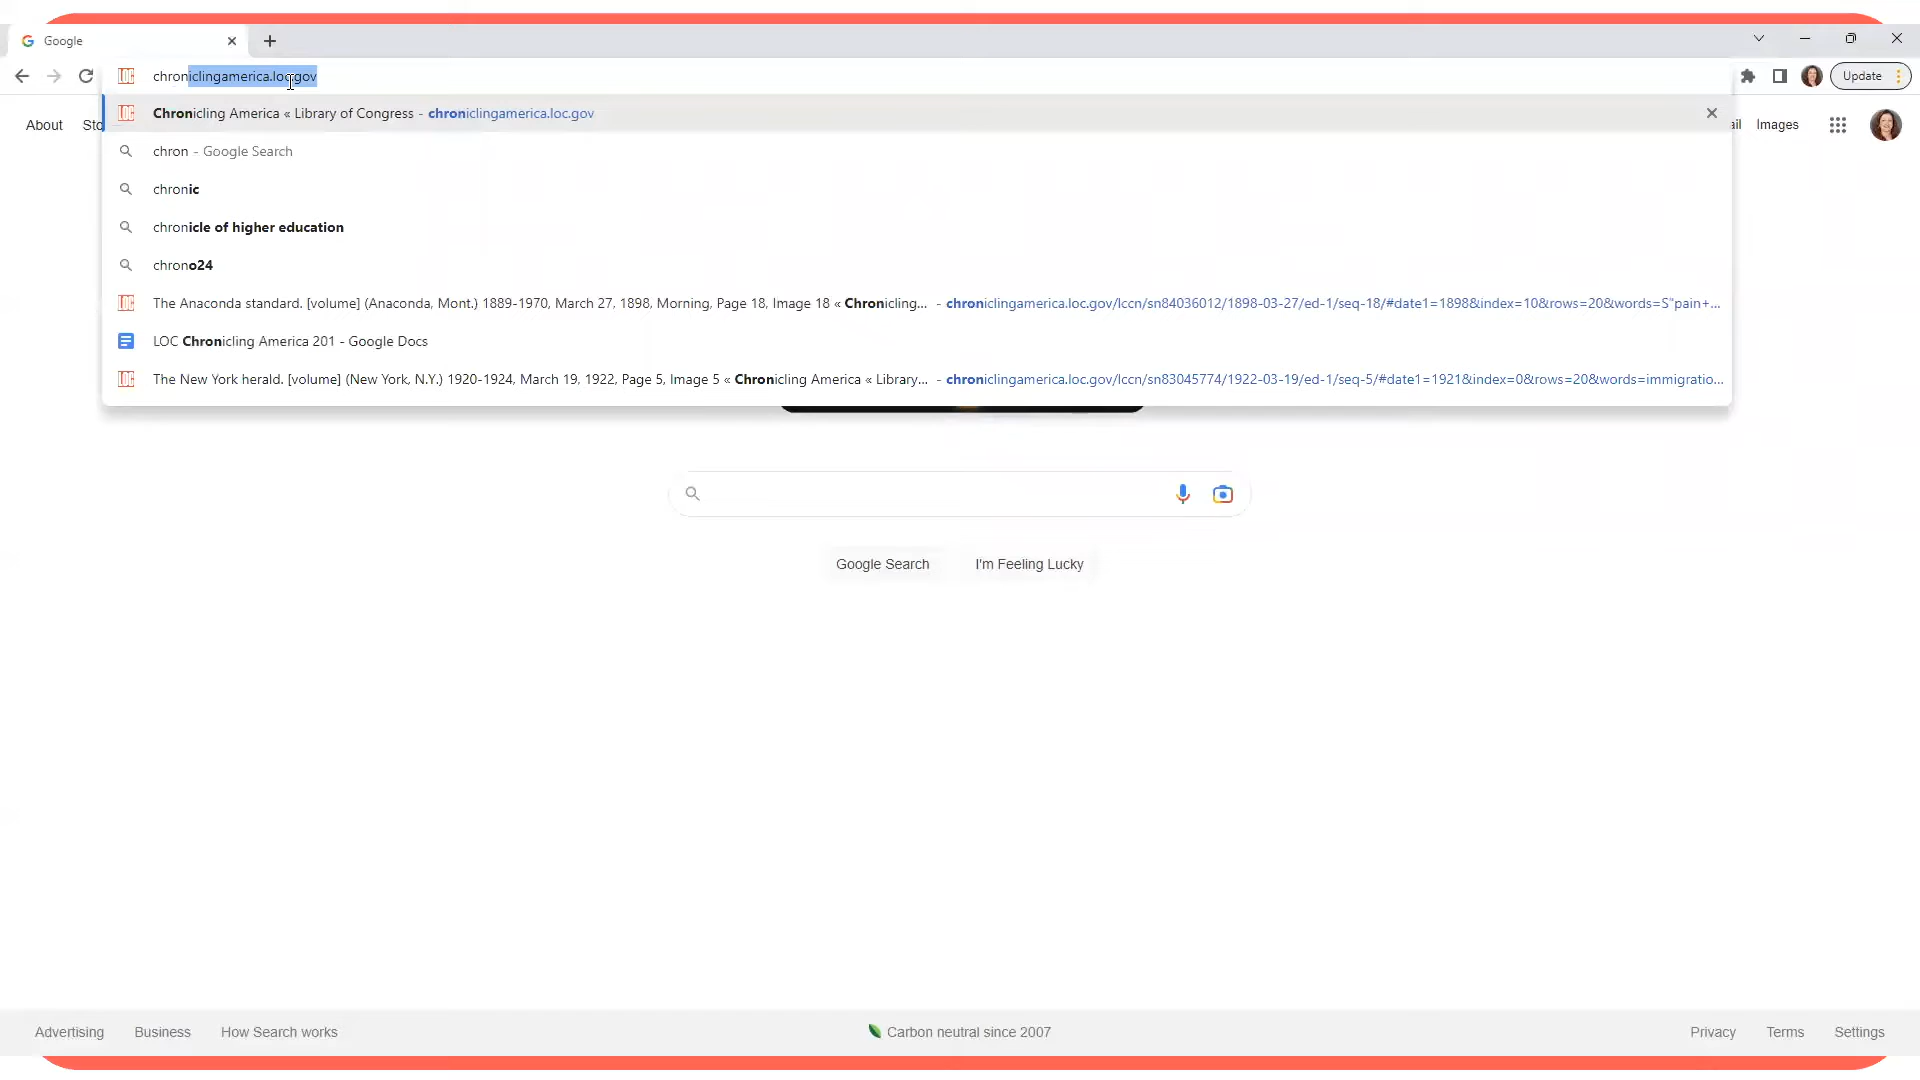 Google
chroniclingamerica.loc.gov
Update
Chronicling America « Library of Congress - chroniclingamerica.loc.gov
About
Sto
ail
Images
chron - Google Search
chronic
chronicle of higher education
chrono24
The Anaconda standard. [volume] (Anaconda, Mont.) 1889-1970, March 27, 1898, Morning, Page 18, Image 18 « Chronicling... - chroniclingamerica.loc.gov/lccn/sn84036012/1898-03-27/ed-1/seq-18/#date1=1898&index=10&rows=20&words=S"pain+...
LOC Chronicling America 201 - Google Docs
The New York herald. [volume] (New York, N.Y.) 1920-1924, March 19, 1922, Page 5, Image 5 « Chronicling America « Library... - chroniclingamerica.loc.gov/lccn/sn83045774/1922-03-19/ed-1/seq-5/#date1=1921&index=0&rows=20&words=immigratio...
Google Search
I'm Feeling Lucky
Advertising
Business
How Search works
Carbon neutral since 2007
Privacy
Terms
Settings